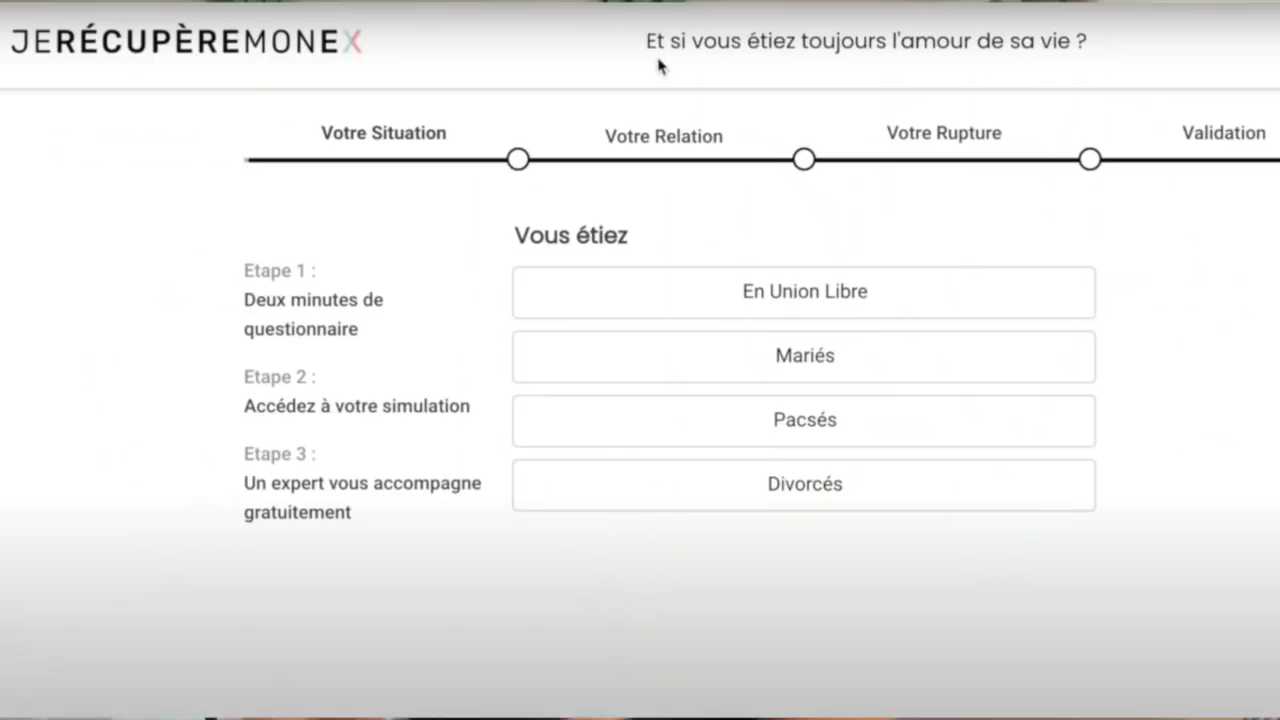 JERÉCUPÈREMONEX
Et si vous étiez toujours l'amour de sa vie ?
Votre Situation
Votre Relation
Votre Rupture
Validation
Vous étiez
Etape 1 :
Deux minutes de
questionnaire
Etape 2 :
Accédez à votre simulation
Etape 3 :
Un expert vous accompagne
gratuitement
En Union Libre
Mariés
Pacsés
Divorcés